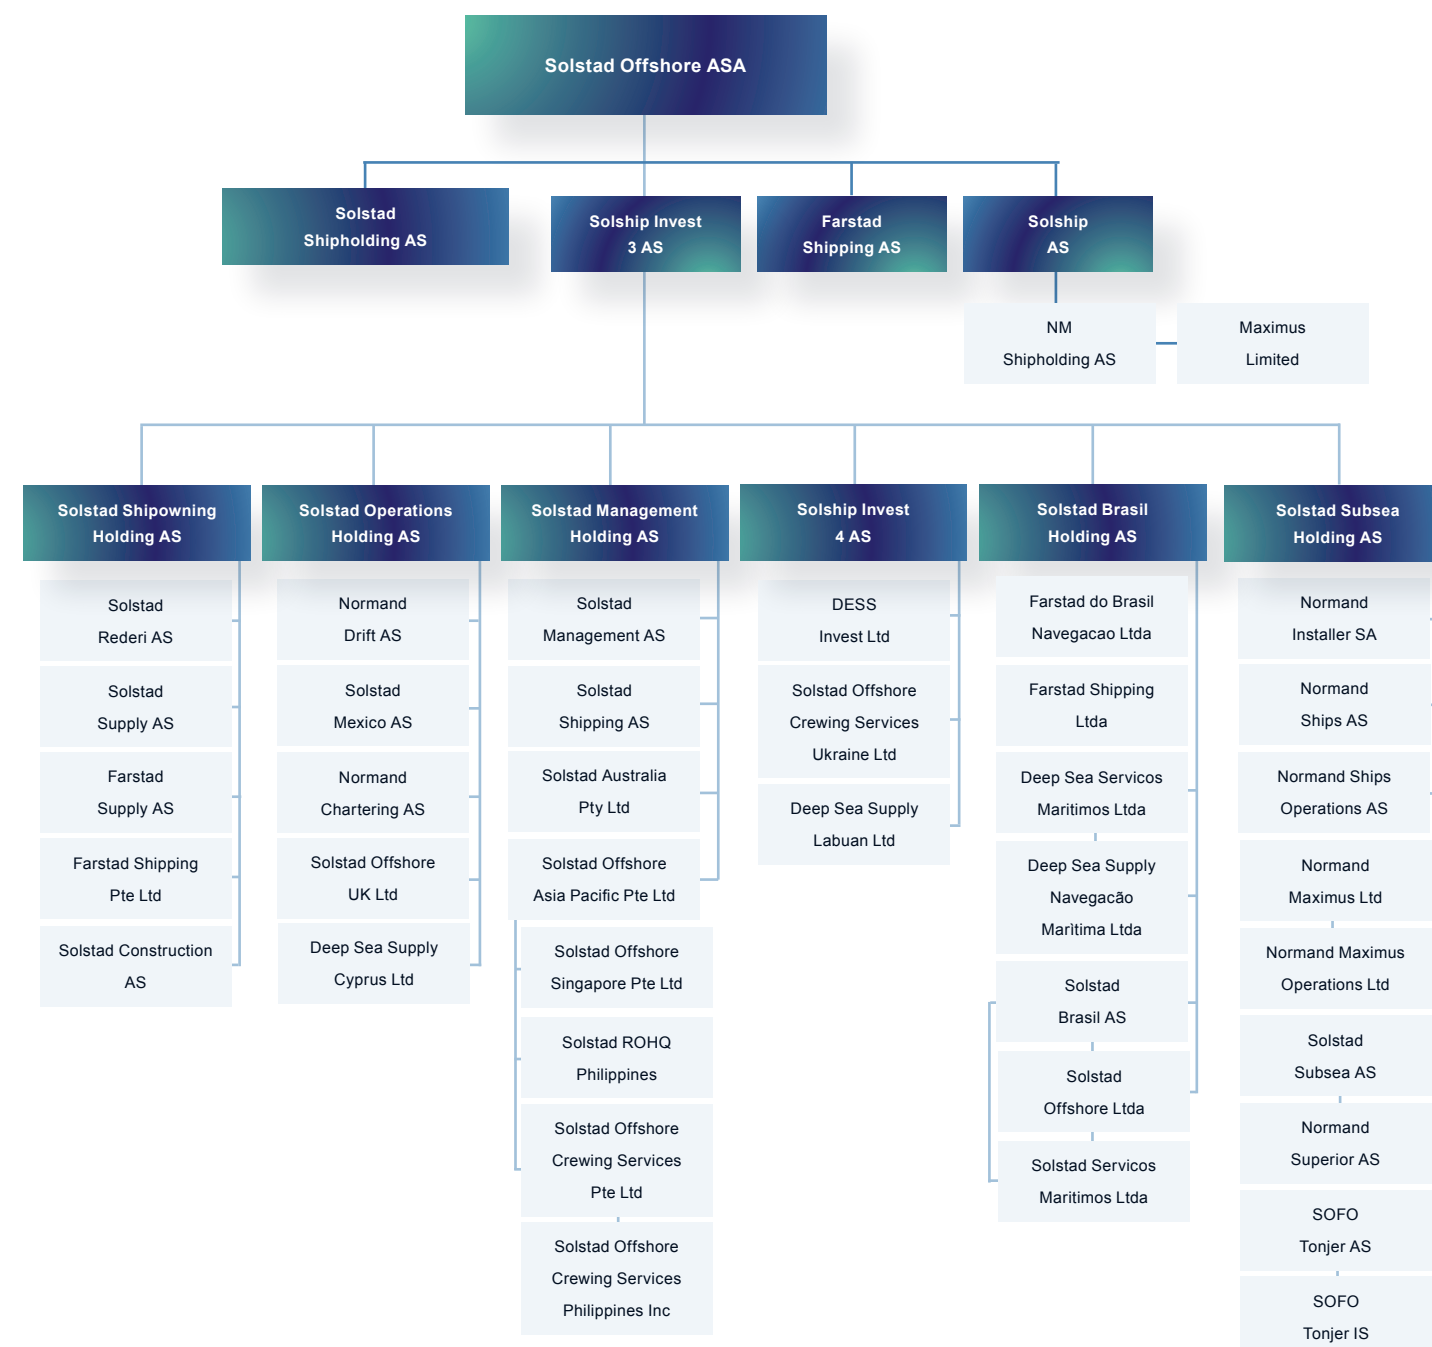 Solstad Offshore ASA
Solstad
Shipholding AS
Solship Invest
3 AS
Farstad
Shipping AS
Solship
AS
NM
Shipholding AS
Maximus
Limited
Solstad Shipowning
Holding AS
Solstad Operations
Holding AS
Solstad Management
Holding AS
Solship Invest
4 AS
Solstad Brasil
Holding AS
Solstad Subsea
Holding AS
Solstad
Rederi AS
Solstad
Supply AS
Farstad
Supply AS
Farstad Shipping
Pte Ltd
Solstad Construction
AS
Normand
Drift AS
Solstad
Mexico AS
Normand
Chartering AS
Solstad Offshore
UK Ltd
Deep Sea Supply
Cyprus Ltd
Solstad
Management AS
Solstad
Shipping AS
Solstad Australia
Pty Ltd
Solstad Offshore
Asia Pacific Pte Ltd
Solstad Offshore
Singapore Pte Ltd
Solstad ROHQ
Philippines
Solstad Offshore
Crewing Services
Pte Ltd
Solstad Offshore
Crewing Services
Philippines Inc
DESS
Invest Ltd
Solstad Offshore
Crewing Services
Ukraine Ltd
Deep Sea Supply
Labuan Ltd
Farstad do Brasil
Navegacao Ltda
Farstad Shipping
Ltda
Deep Sea Servicos
Maritimos Ltda
Deep Sea Supply
Navegacão
Marìtima Ltda
Solstad
Brasil AS
Solstad
Offshore Ltda
Solstad Servicos
Maritimos Ltda
Normand
Installer SA
Normand
Ships AS
Normand Ships
Operations AS
Normand
Maximus Ltd
Normand Maximus
Operations Ltd
Solstad
Subsea AS
Normand
Superior AS
SOFO
Tonjer AS
SOFO
Tonjer IS